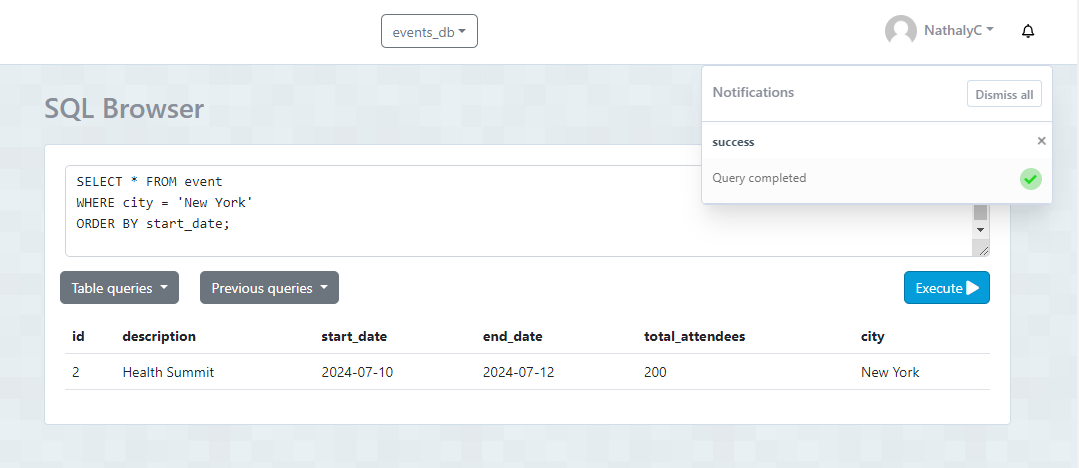 events_db
NathalyC
SQL Browser
Notifications
Dismiss all
success
×
Query completed
SELECT * FROM event
WHERE city = 'New York'
ORDER BY start_date;
Table queries
Previous queries
Execute
id description start_date end_date total_attendees city
2 Health Summit 2024-07-10 2024-07-12 200 New York